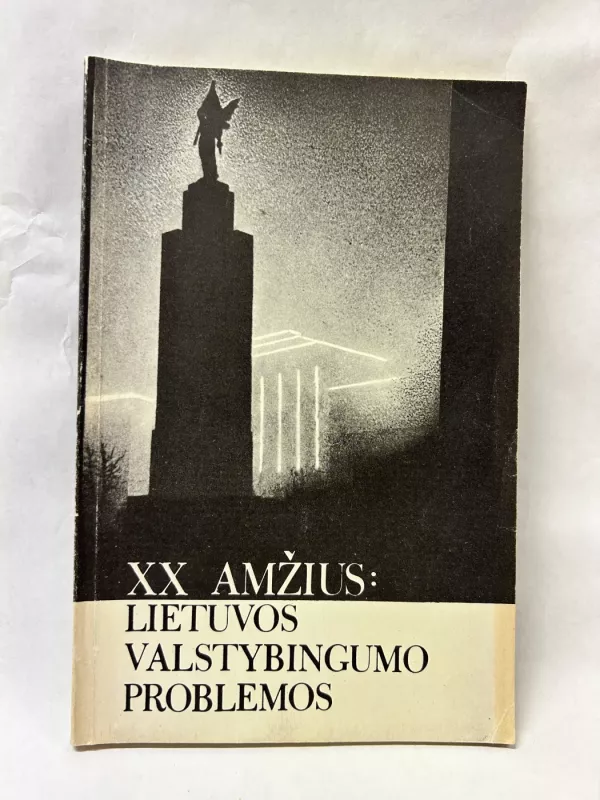 XX AMŽIUS:
LIETUVOS
VALSTYBINGUMO
PROBLEMOS